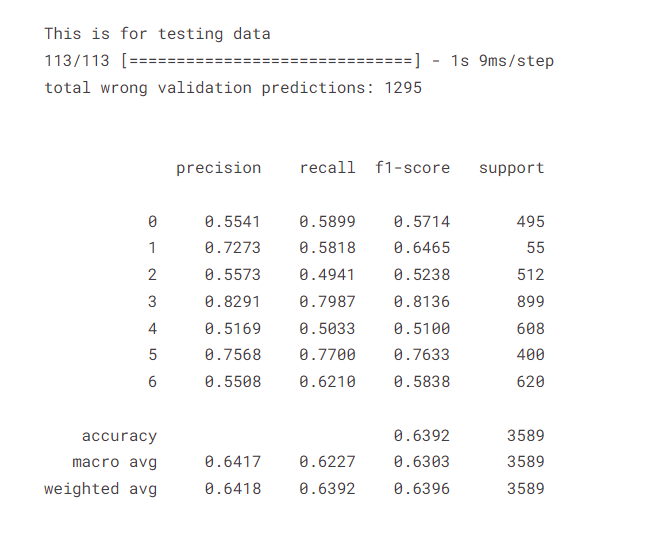 This is for testing data
113/113 [==============================] - 1s 9ms/step
total wrong validation predictions: 1295
precision recall f1-score support
0 0.5541 0.5899 0.5714 495
1 0.7273 0.5818 0.6465 55
2 0.5573 0.4941 0.5238 512
3 0.8291 0.7987 0.8136 899
4 0.5169 0.5033 0.5100 608
5 0.7568 0.7700 0.7633 400
6 0.5508 0.6210 0.5838 620
accuracy 0.6392 3589
macro avg 0.6417 0.6227 0.6303 3589
weighted avg 0.6418 0.6392 0.6396 3589